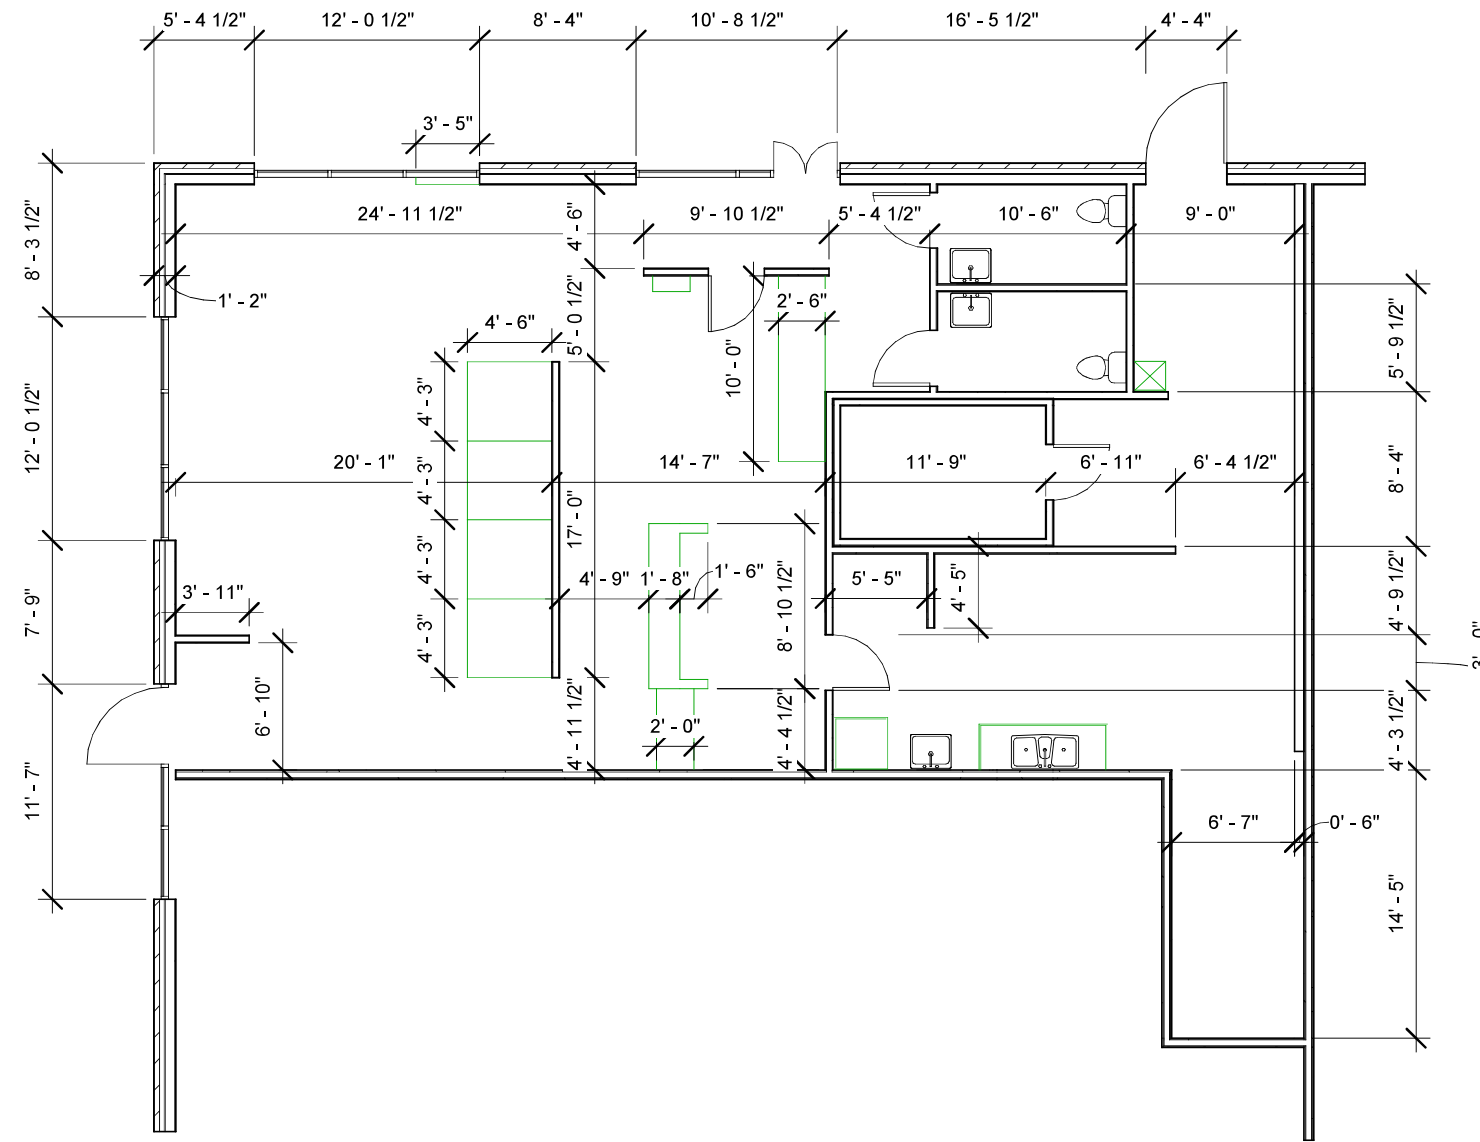 5' - 4 1/2"
12' - 0 1/2"
8' - 4"
10' - 8 1/2"
16' - 5 1/2"
4' - 4"
3' - 5"
8' - 3 1/2"
24' - 11 1/2"
4' - 6"
9' - 10 1/2"
5' - 4 1/2"
10' - 6"
9' - 0"
1' - 2"
4' - 6"
5' - 0 1/2"
2' - 6"
5' - 9 1/2"
12' - 0 1/2"
4' - 3"
10' - 0"
20' - 1"
4' - 3"
14' - 7"
11' - 9"
6' - 11"
6' - 4 1/2"
8' - 4"
17' - 0"
4' - 3"
4' - 9"
1' - 8"
1' - 6"
5' - 5"
4' - 5"
7' - 9"
3' - 11"
8' - 10 1/2"
4' - 9 1/2"
4' - 3"
3' - 0"
6' - 10"
4' - 11 1/2"
2' - 0"
4' - 4 1/2"
4' - 3 1/2"
11' - 7"
6' - 7"
0' - 6"
14' - 5"